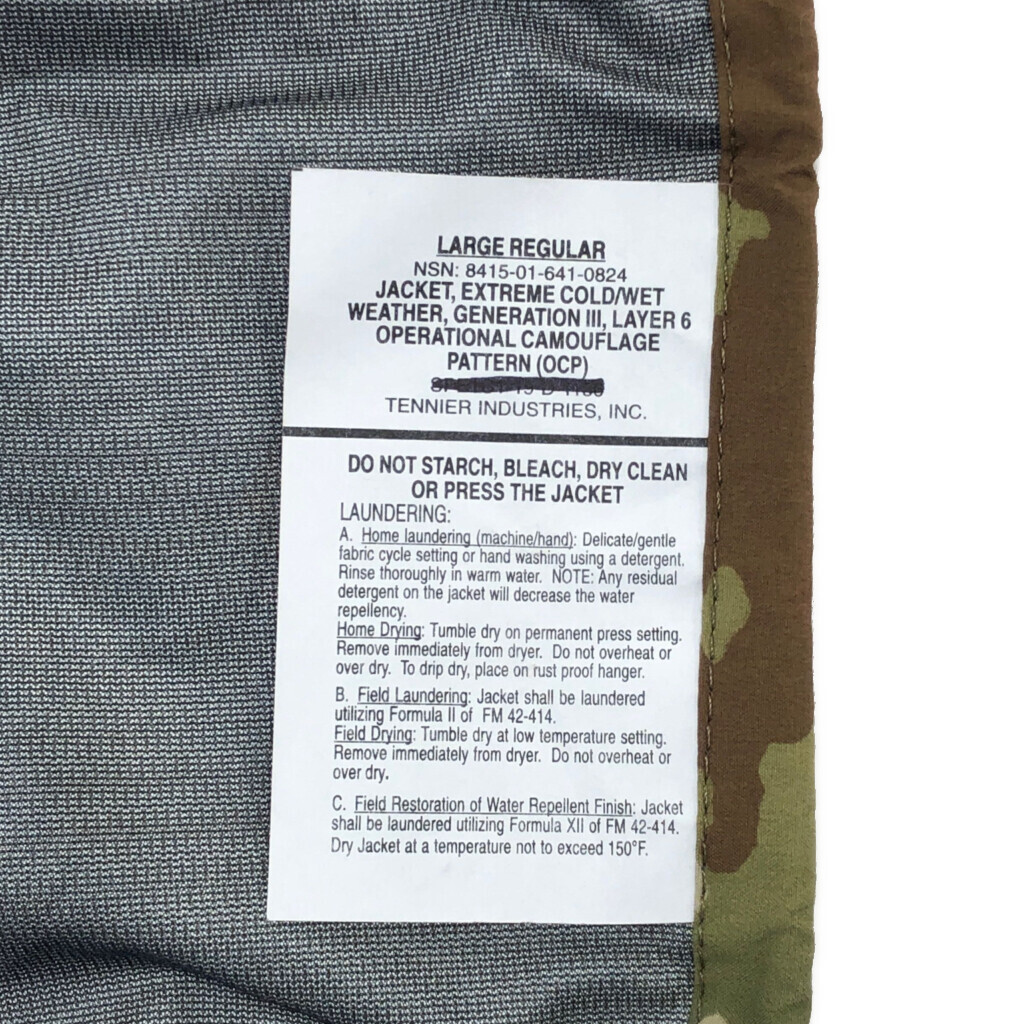 LARGE REGULAR
NSN: 8415-01-641-0824
JACKET, EXTREME COLD/WET
WEATHER, GENERATION III, LAYER 6
OPERATIONAL CAMOUFLAGE
PATTERN (OCP)
TENNIER INDUSTRIES, INC.
DO NOT STARCH, BLEACH, DRY CLEAN
OR PRESS THE JACKET
LAUNDERING:
A. Home laundering (machine/hand): Delicate/gentle
fabric cycle setting or hand washing using a detergent.
Rinse thoroughly in warm water. NOTE: Any residual
detergent on the jacket will decrease the water
repellency.
Home Drying: Tumble dry on permanent press setting.
Remove immediately from dryer. Do not overheat or
over dry. To drip dry, place on rust proof hanger.
B. Field Laundering: Jacket shall be laundered
utilizing Formula II of FM 42-414.
Field Drying: Tumble dry at low temperature setting.
Remove immediately from dryer. Do not overheat or
over dry.
C. Field Restoration of Water Repellent Finish: Jacket
shall be laundered utilizing Formula XII of FM 42-414.
Dry Jacket at a temperature not to exceed 150°F.